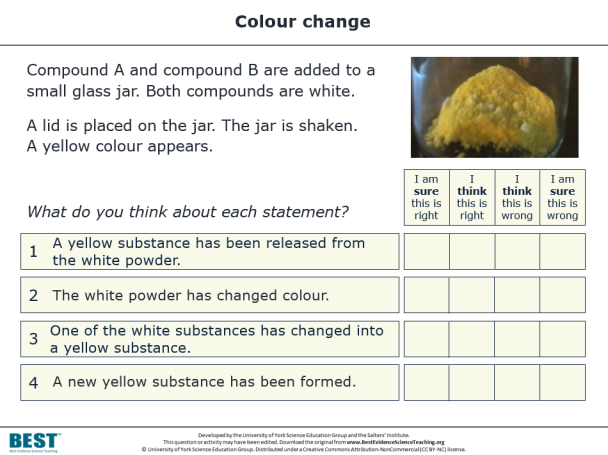 Colour change
Compound A and compound B are added to a
small glass jar. Both compounds are white.
A lid is placed on the jar. The jar is shaken.
A yellow colour appears.
What do you think about each statement?
I am sure this is right
I think this is right
I think this is wrong
I am sure this is wrong
1 A yellow substance has been released from
the white powder.
2 The white powder has changed colour.
3 One of the white substances has changed into
a yellow substance.
4 A new yellow substance has been formed.
BEST™
Best Evidence Science Teaching
Developed by the University of York Science Education Group and the Salters' Institute.
This question or activity may have been edited. Download the original from www.BestEvidenceScienceTeaching.org
© University of York Science Education Group. Distributed under a Creative Commons Attribution-NonCommercial (CC BY-NC) license.